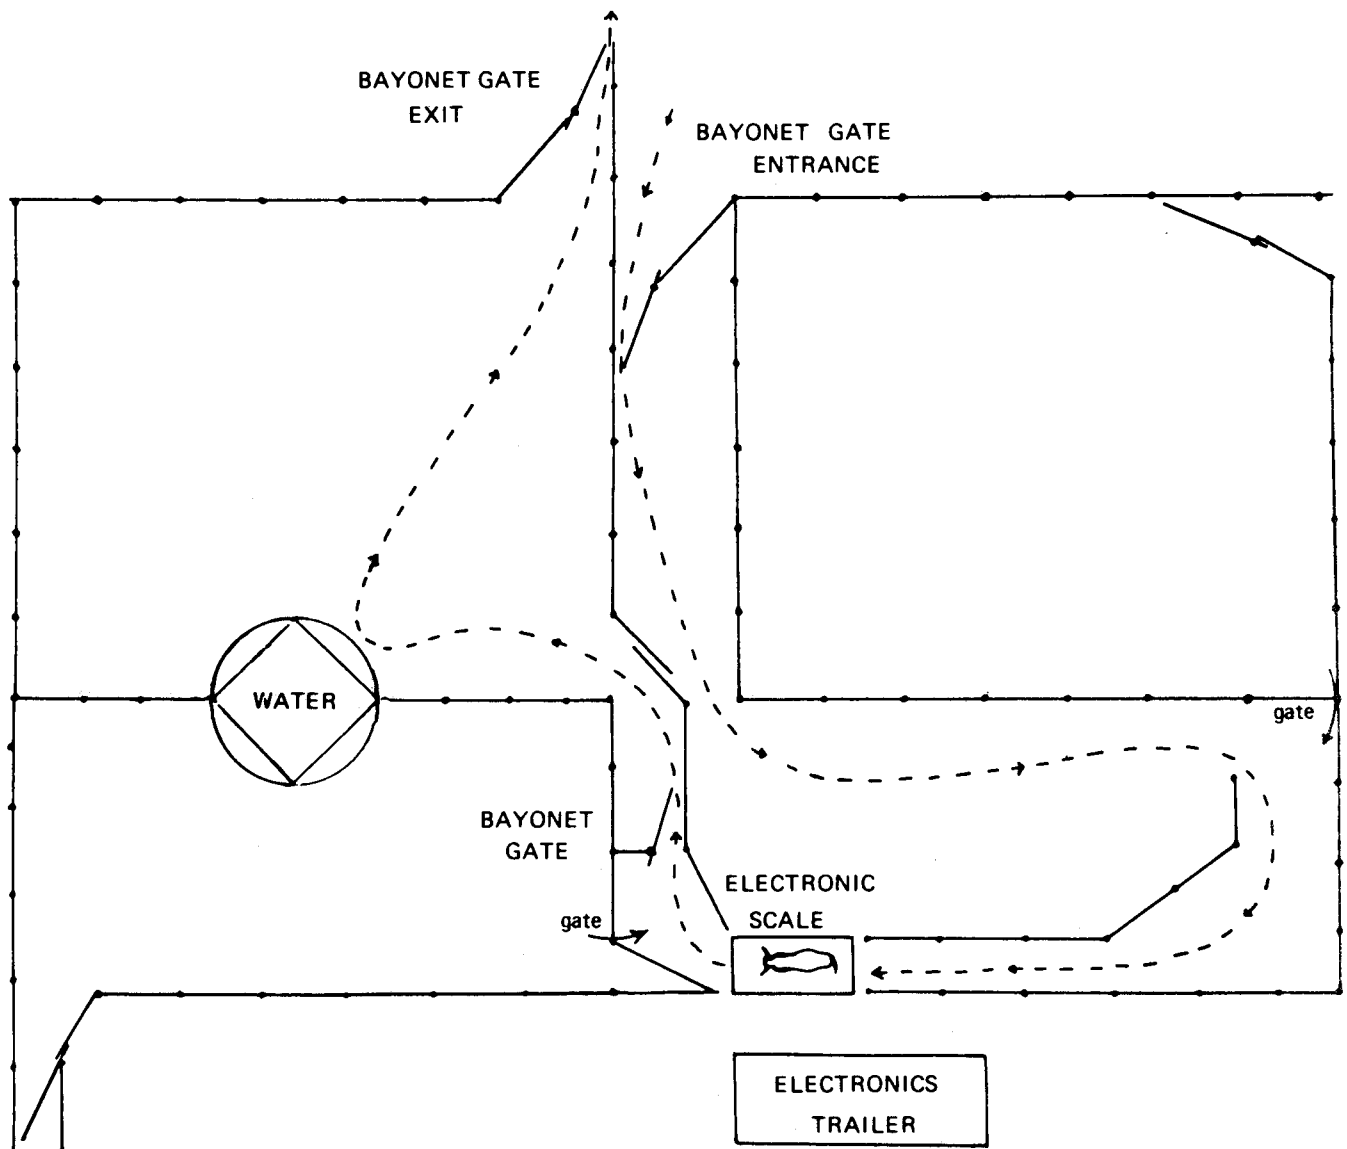 BAYONET GATE
EXIT
BAYONET GATE
ENTRANCE
WATER
gate
BAYONET
GATE
ELECTRONIC
SCALE
gate
ELECTRONICS
TRAILER